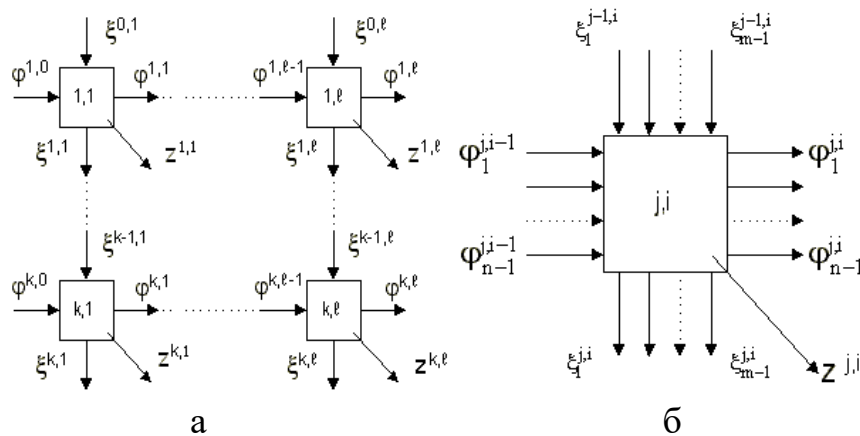 ξ^{0,1} ξ^{0,ℓ}
φ^{1,0} φ^{1,1} φ^{1,ℓ-1} φ^{1,ℓ}
1,1 1,ℓ
ξ^{1,1} z^{1,1} ξ^{1,ℓ} z^{1,ℓ}
ξ^{k-1,1} ξ^{k-1,ℓ}
φ^{k,0} φ^{k,1} φ^{k,ℓ-1} φ^{k,ℓ}
k,1 k,ℓ
ξ^{k,1} z^{k,1} ξ^{k,ℓ} z^{k,ℓ}
а
ξ_1^{j-1,i} ξ_{m-1}^{j-1,i}
φ_1^{j,i-1} φ_1^{j,i}
j,i
φ_{n-1}^{j,i-1} φ_{n-1}^{j,i}
ξ_1^{j,i} ξ_{m-1}^{j,i} z^{j,i}
б